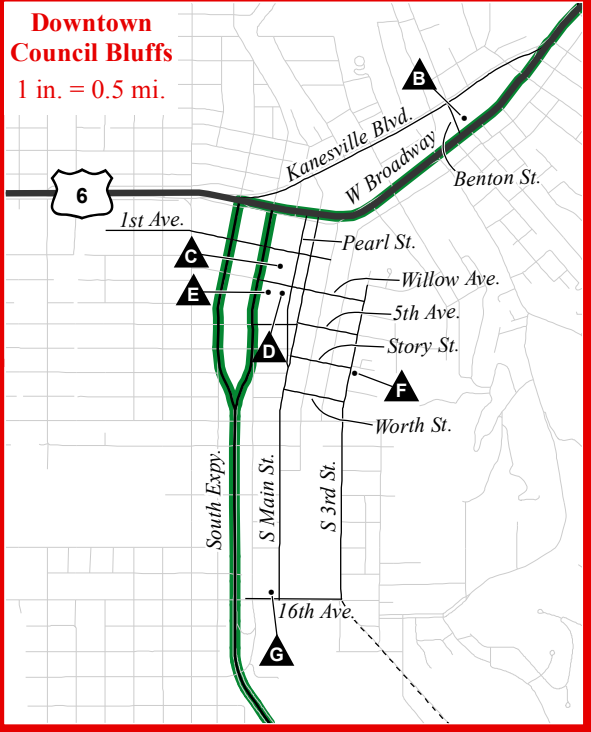 Downtown
Council Bluffs
1 in. = 0.5 mi.
B
Kanesville Blvd.
W Broadway
Benton St.
6
1st Ave.
Pearl St.
C
Willow Ave.
E
5th Ave.
D
Story St.
F
Worth St.
South Expy.
S Main St.
S 3rd St.
16th Ave.
G